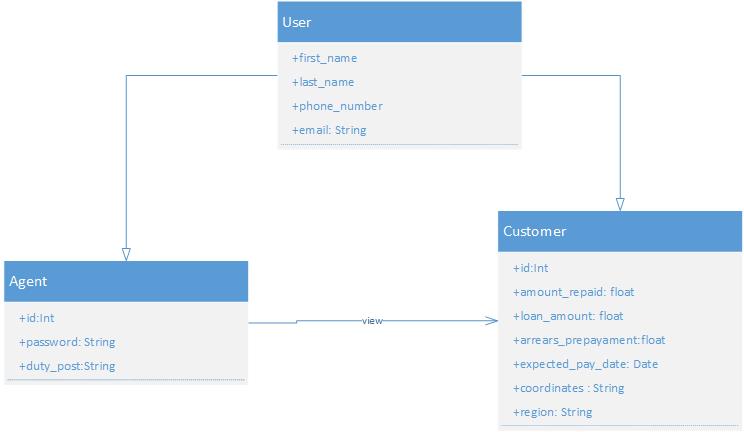 User
+first_name
+last_name
+phone_number
+email: String
Agent
+id:Int
+password: String
+duty_post:String
view
Customer
+id:Int
+amount_repaid: float
+loan_amount: float
+arrears_prepayament:float
+expected_pay_date: Date
+coordinates : String
+region: String